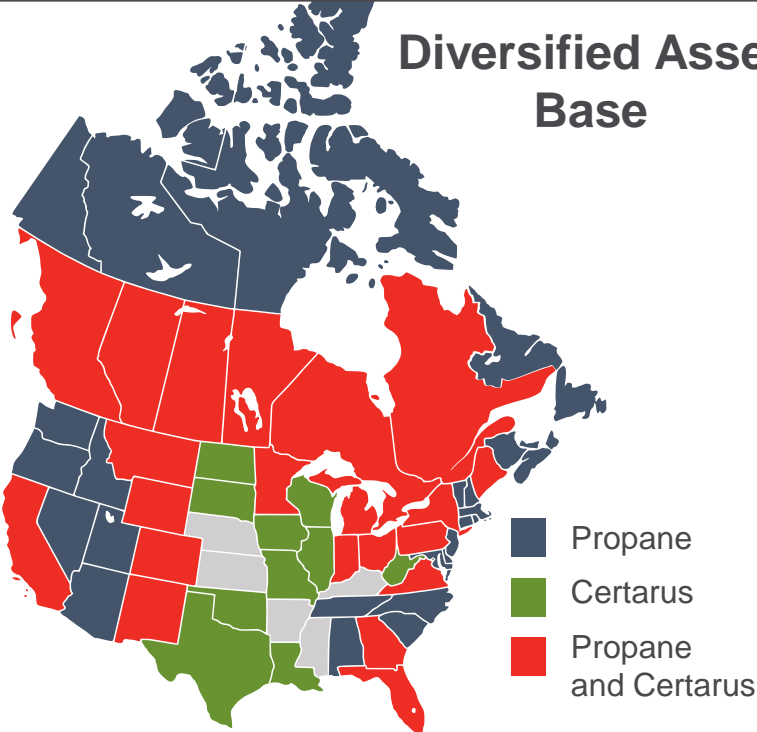 Diversified Asse
Base
Propane
Certarus
Propane
and Certarus